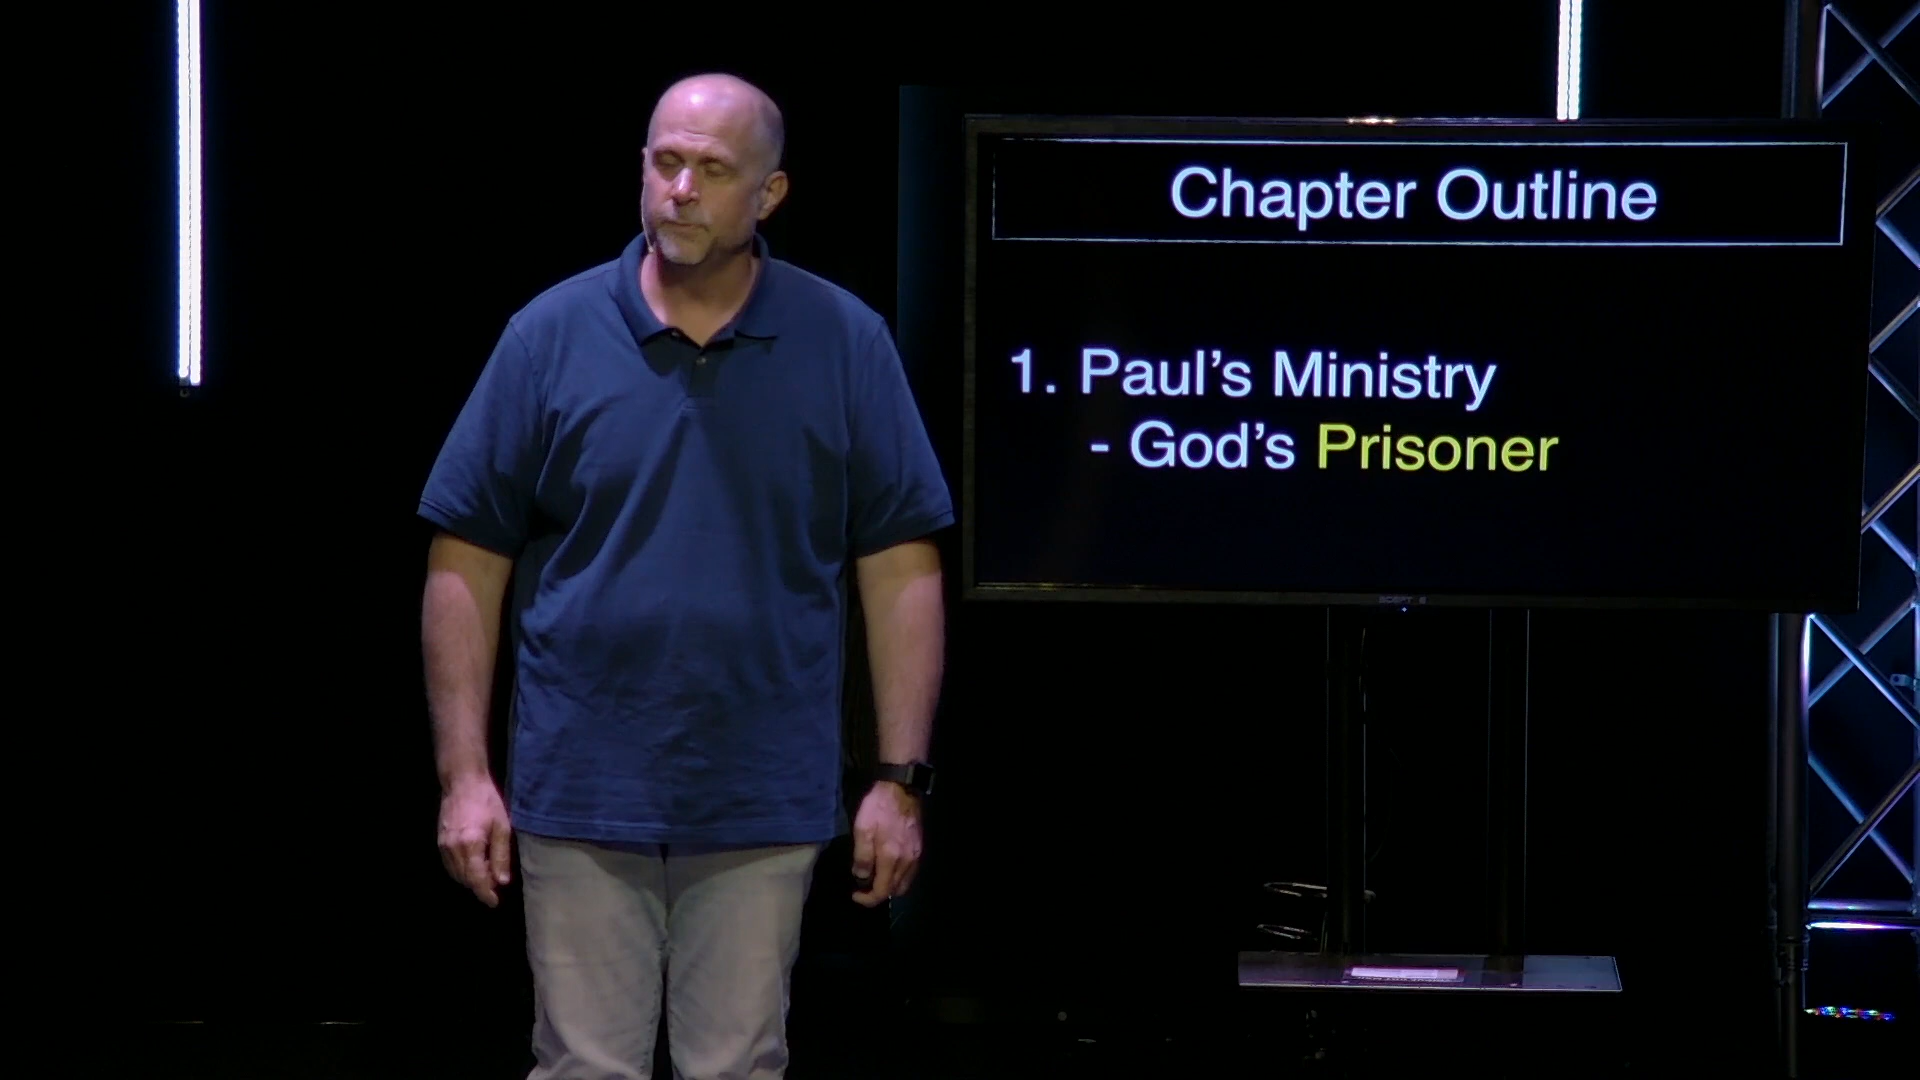 Chapter Outline
1. Paul’s Ministry
- God’s Prisoner